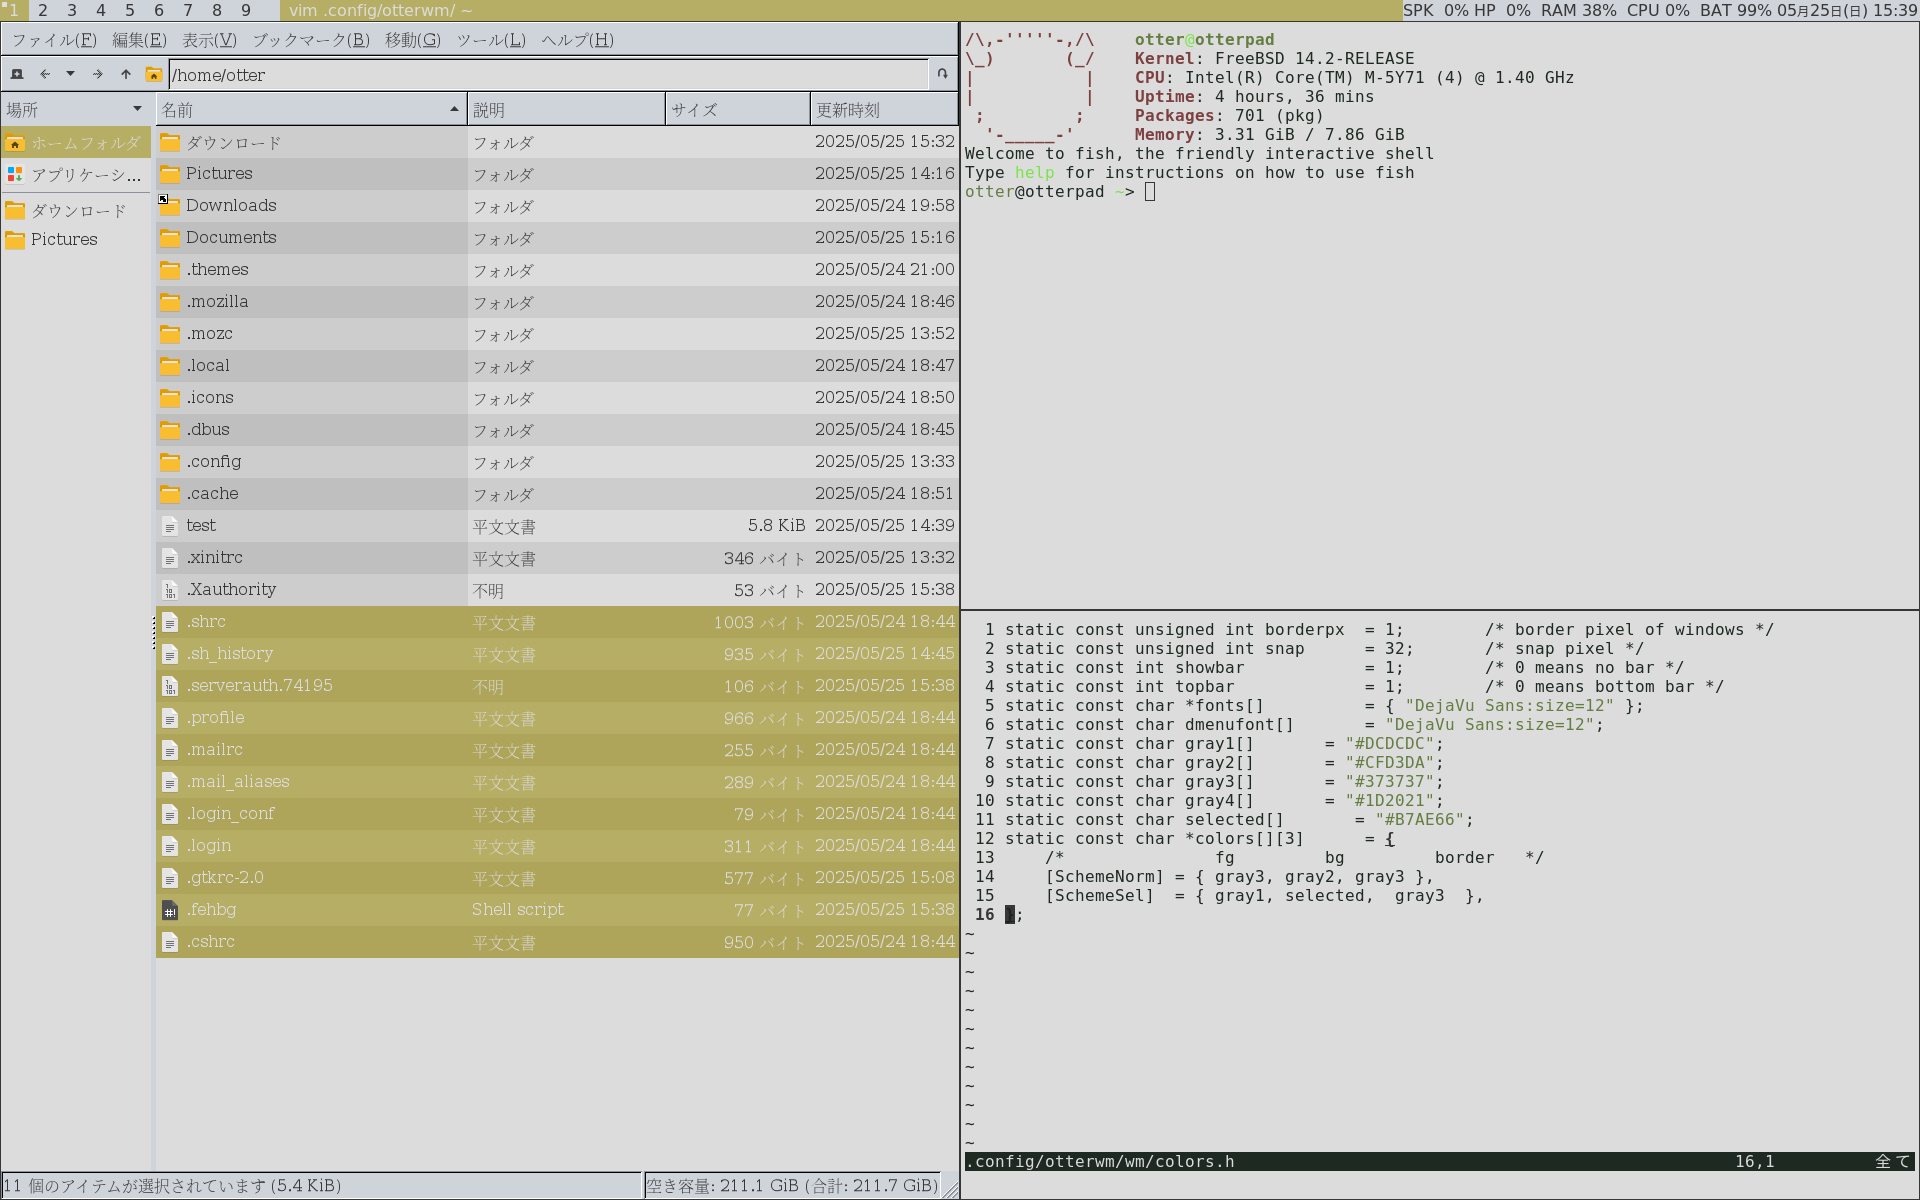 1 2 3 4 5 6 7 8 9 vim .config/otterwm/ ~ SPK 0% HP 0% RAM 38% CPU 0% BAT 99% 05月25日(日) 15:39
ファイル(F) 編集(E) 表示(V) ブックマーク(B) 移動(G) ツール(L) ヘルプ(H)
/home/otter
場所
ホームフォルダ
アプリケーシ...
ダウンロード
Pictures
名前 説明 サイズ 更新時刻
ダウンロード フォルダ 2025/05/25 15:32
Pictures フォルダ 2025/05/25 14:16
Downloads フォルダ 2025/05/24 19:58
Documents フォルダ 2025/05/25 15:16
.themes フォルダ 2025/05/24 21:00
.mozilla フォルダ 2025/05/24 18:46
.mozc フォルダ 2025/05/25 13:52
.local フォルダ 2025/05/24 18:47
.icons フォルダ 2025/05/24 18:50
.dbus フォルダ 2025/05/24 18:45
.config フォルダ 2025/05/25 13:33
.cache フォルダ 2025/05/24 18:51
test 平文文書 5.8 KiB 2025/05/25 14:39
.xinitrc 平文文書 346 バイト 2025/05/25 13:32
.Xauthority 不明 53 バイト 2025/05/25 15:38
.shrc 平文文書 1003 バイト 2025/05/24 18:44
.sh_history 平文文書 935 バイト 2025/05/24 14:45
.serverauth.74195 不明 106 バイト 2025/05/25 15:38
.profile 平文文書 966 バイト 2025/05/24 18:44
.mailrc 平文文書 255 バイト 2025/05/24 18:44
.mail_aliases 平文文書 289 バイト 2025/05/24 18:44
.login_conf 平文文書 79 バイト 2025/05/24 18:44
.login 平文文書 311 バイト 2025/05/24 18:44
.gtkrc-2.0 平文文書 577 バイト 2025/05/25 15:08
.fehbg Shell script 77 バイト 2025/05/25 15:38
.cshrc 平文文書 950 バイト 2025/05/24 18:44
11 個のアイテムが選択されています (5.4 KiB) 空き容量: 211.1 GiB (合計: 211.7 GiB)
/\,-'''''-,/\ otter@otterpad
\_) (_/ Kernel: FreeBSD 14.2-RELEASE
| | CPU: Intel(R) Core(TM) M-5Y71 (4) @ 1.40 GHz
| | Uptime: 4 hours, 36 mins
; ; Packages: 701 (pkg)
'-_____-' Memory: 3.31 GiB / 7.86 GiB
Welcome to fish, the friendly interactive shell
Type help for instructions on how to use fish
otter@otterpad ~>
1 static const unsigned int borderpx = 1; /* border pixel of windows */
2 static const unsigned int snap = 32; /* snap pixel */
3 static const int showbar = 1; /* 0 means no bar */
4 static const int topbar = 1; /* 0 means bottom bar */
5 static const char *fonts[] = { "DejaVu Sans:size=12" };
6 static const char dmenufont[] = "DejaVu Sans:size=12";
7 static const char gray1[] = "#DCDCDC";
8 static const char gray2[] = "#CFD3DA";
9 static const char gray3[] = "#373737";
10 static const char gray4[] = "#1D2021";
11 static const char selected[] = "#B7AE66";
12 static const char *colors[][3] = {
13 /* fg bg border */
14 [SchemeNorm] = { gray3, gray2, gray3 },
15 [SchemeSel] = { gray1, selected, gray3 },
16 };
~
~
~
~
~
~
~
~
~
~
~
~
.config/otterwm/wm/colors.h 16,1 全て